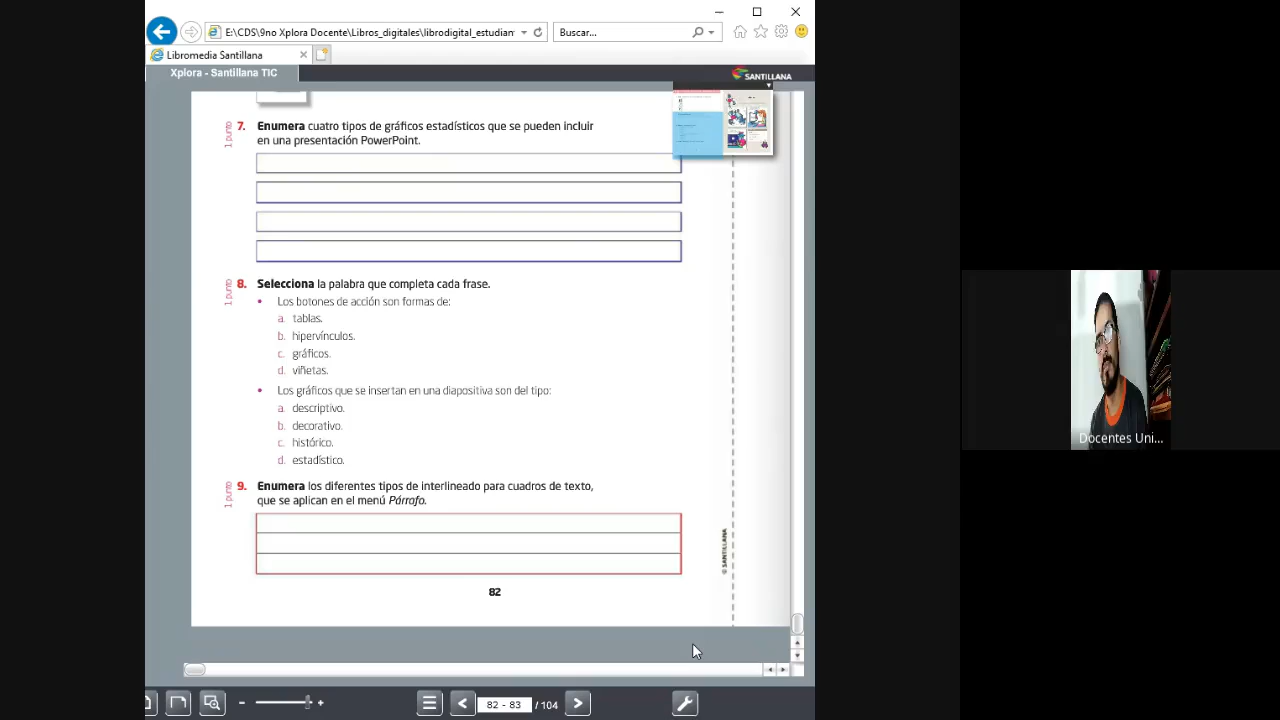 E:\CDS\9no Xplora Docente\Libros_digitales\librodigital_estudian
Buscar...
Libromedia Santillana
Xplora - Santillana TIC
SANTILLANA
1 punto
7. Enumera cuatro tipos de gráficos estadísticos que se pueden incluir
en una presentación PowerPoint.
1 punto
8. Selecciona la palabra que completa cada frase.
• Los botones de acción son formas de:
a. tablas.
b. hipervínculos.
c. gráficos.
d. viñetas.
• Los gráficos que se insertan en una diapositiva son del tipo:
a. descriptivo.
b. decorativo.
c. histórico.
d. estadístico.
1 punto
9. Enumera los diferentes tipos de interlineado para cuadros de texto,
que se aplican en el menú Párrafo.
© SANTILLANA
82
82 - 83 / 104
Docentes Uni...